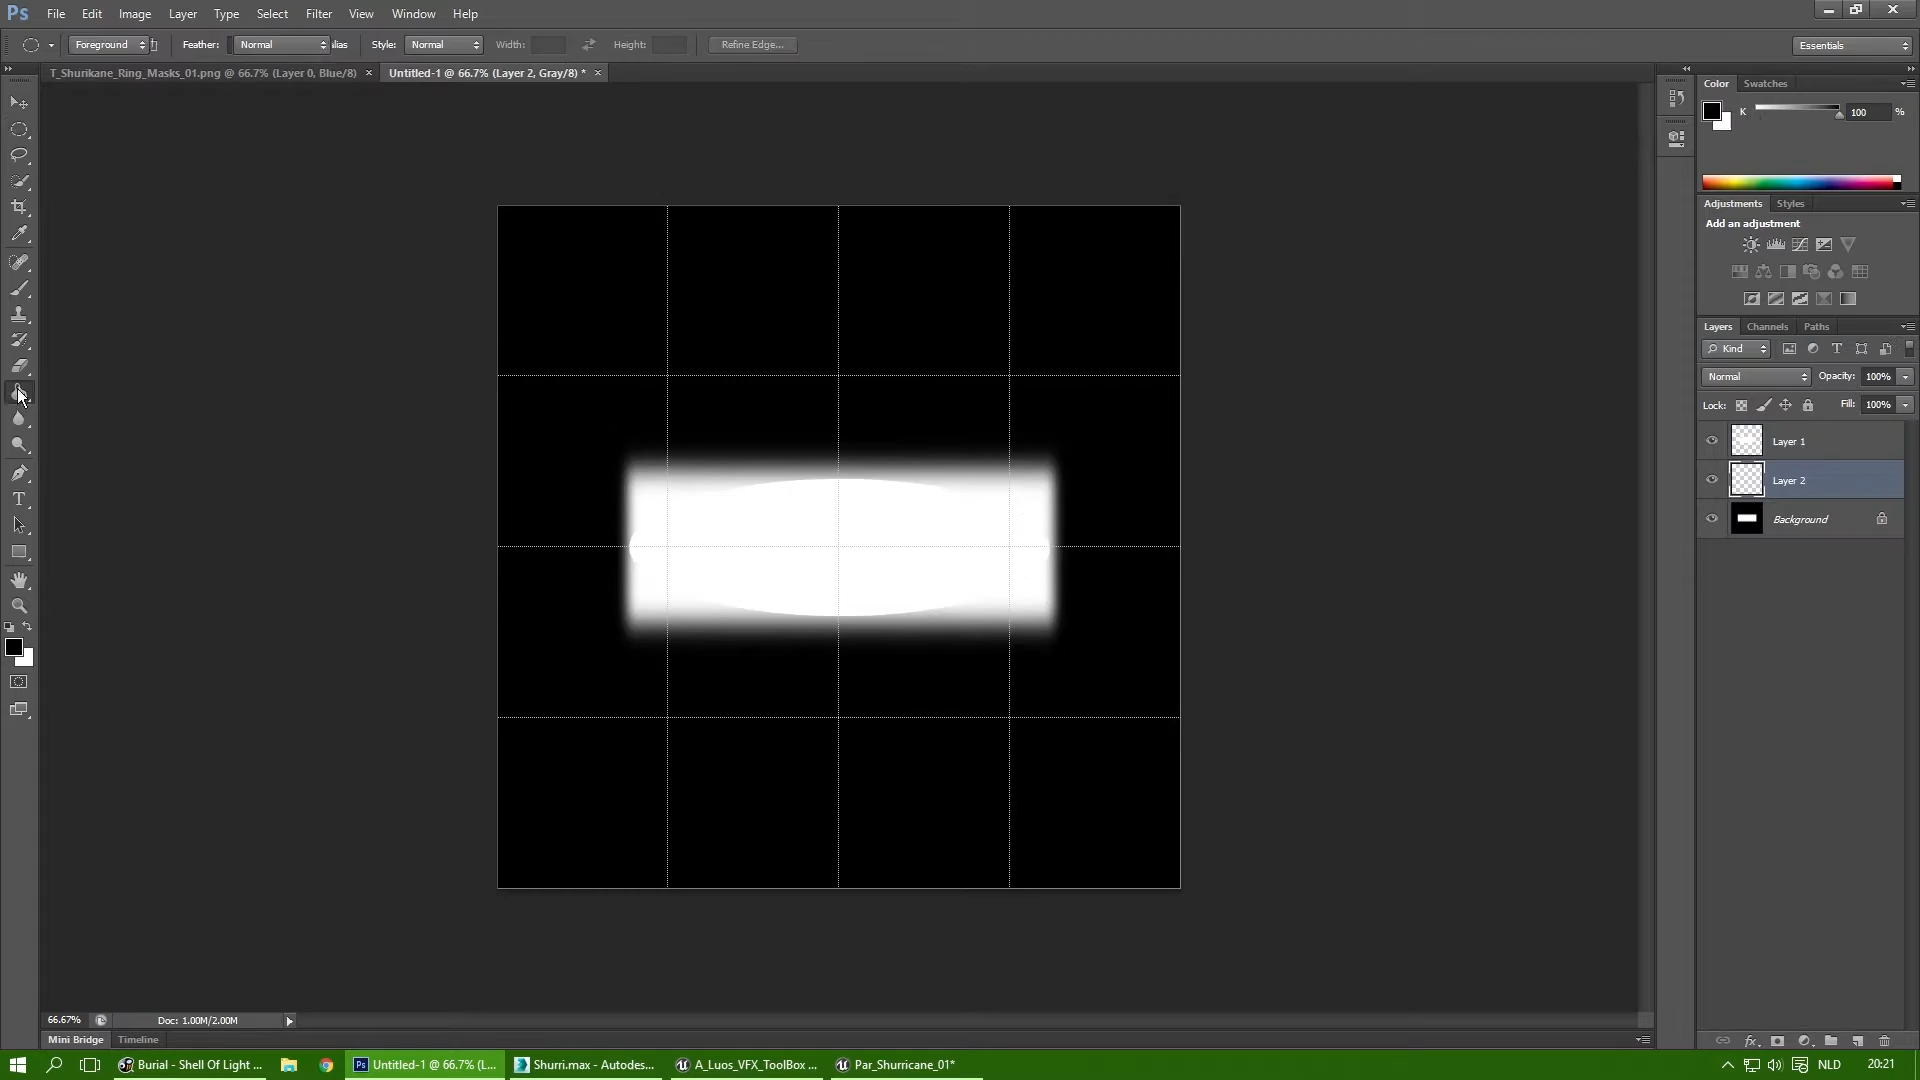 Ps File Edit Image Layer Type Select Filter View Window Help
Foreground Feather: Normal lias Style: Normal Width: Height: Refine Edge... Essentials
T_Shurikane_Ring_Masks_01.png @ 66.7% (Layer 0, Blue/8) × Untitled-1 @ 66.7% (Layer 2, Gray/8) * ×
Color Swatches
K 100 %
Adjustments Styles
Add an adjustment
Layers Channels Paths
Kind
Normal Opacity: 100%
Lock: Fill: 100%
Layer 1
Layer 2
Background
66.67% Doc: 1.00M/2.00M
Mini Bridge Timeline
Burial - Shell Of Light ... Untitled-1 @ 66.7% (L... Shurri.max - Autodes... A_Luos_VFX_ToolBox ... Par_Shurricane_01* NLD 20:21